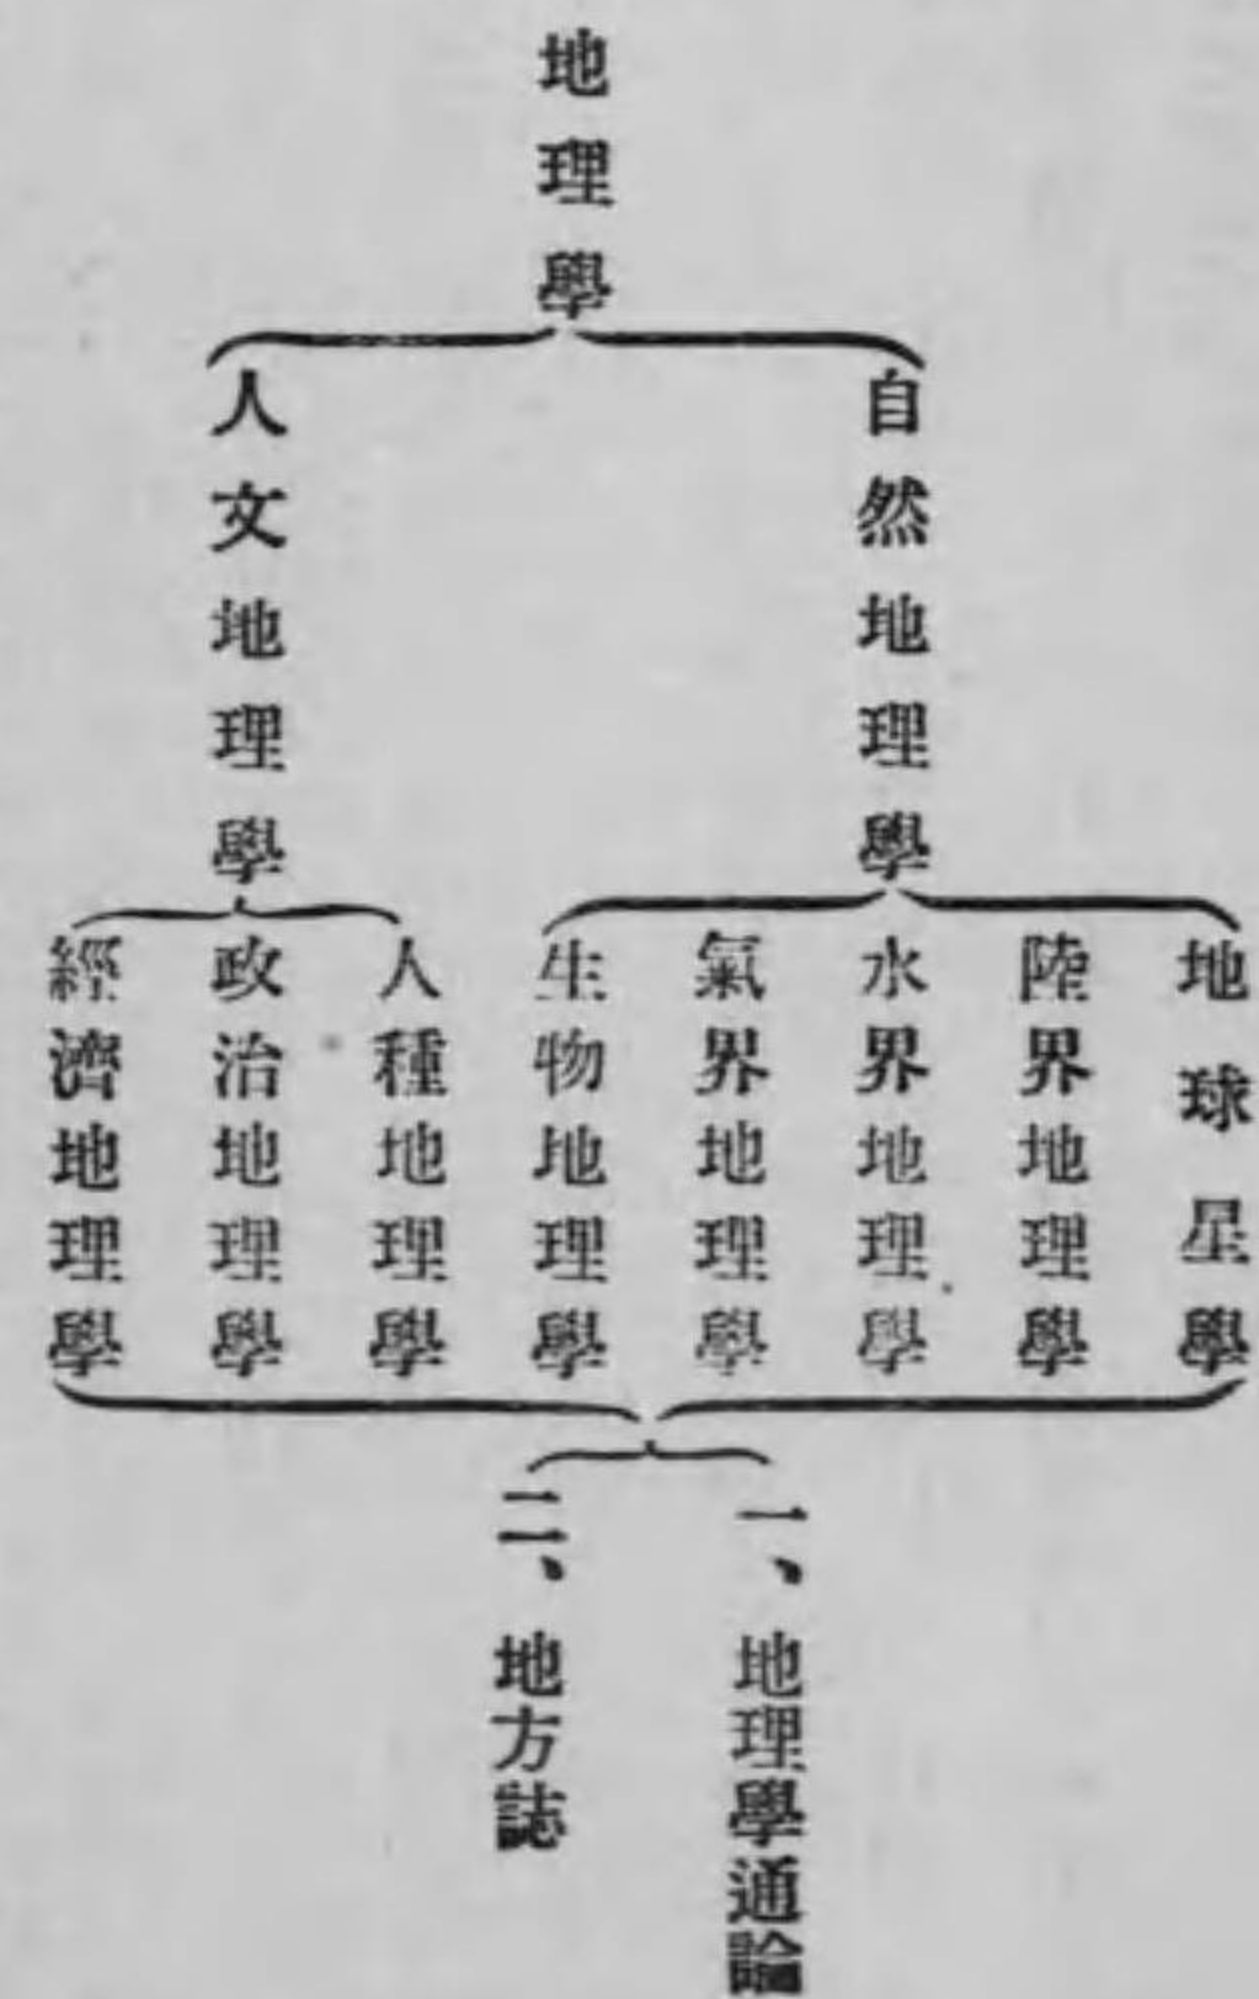 地理學
自然地理學
地球星學
陸界地理學
水界地理學
氣界地理學
生物地理學
人文地理學
人種地理學
政治地理學
經濟地理學
一、地理學通論
二、地方誌